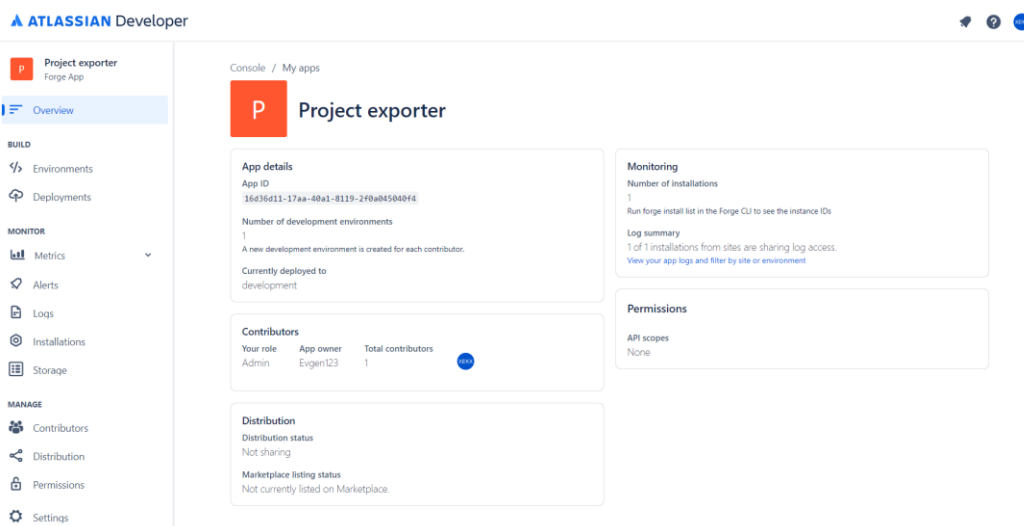 ATLASSIAN Developer
P
Project exporter
Forge App
Overview
BUILD
Environments
Deployments
MONITOR
Metrics
Alerts
Logs
Installations
Storage
MANAGE
Contributors
Distribution
Permissions
Settings
Console / My apps
P
Project exporter
App details
App ID
16d36d11-17aa-40a1-8119-2f0a045040f4
Number of development environments
1
A new development environment is created for each contributor.
Currently deployed to
development
Contributors
Your role App owner Total contributors
Admin Evgen123 1
Distribution
Distribution status
Not sharing
Marketplace listing status
Not currently listed on Marketplace.
Monitoring
Number of installations
1
Run forge install list in the Forge CLI to see the instance IDs
Log summary
1 of 1 installations from sites are sharing log access.
View your app logs and filter by site or environment
Permissions
API scopes
None